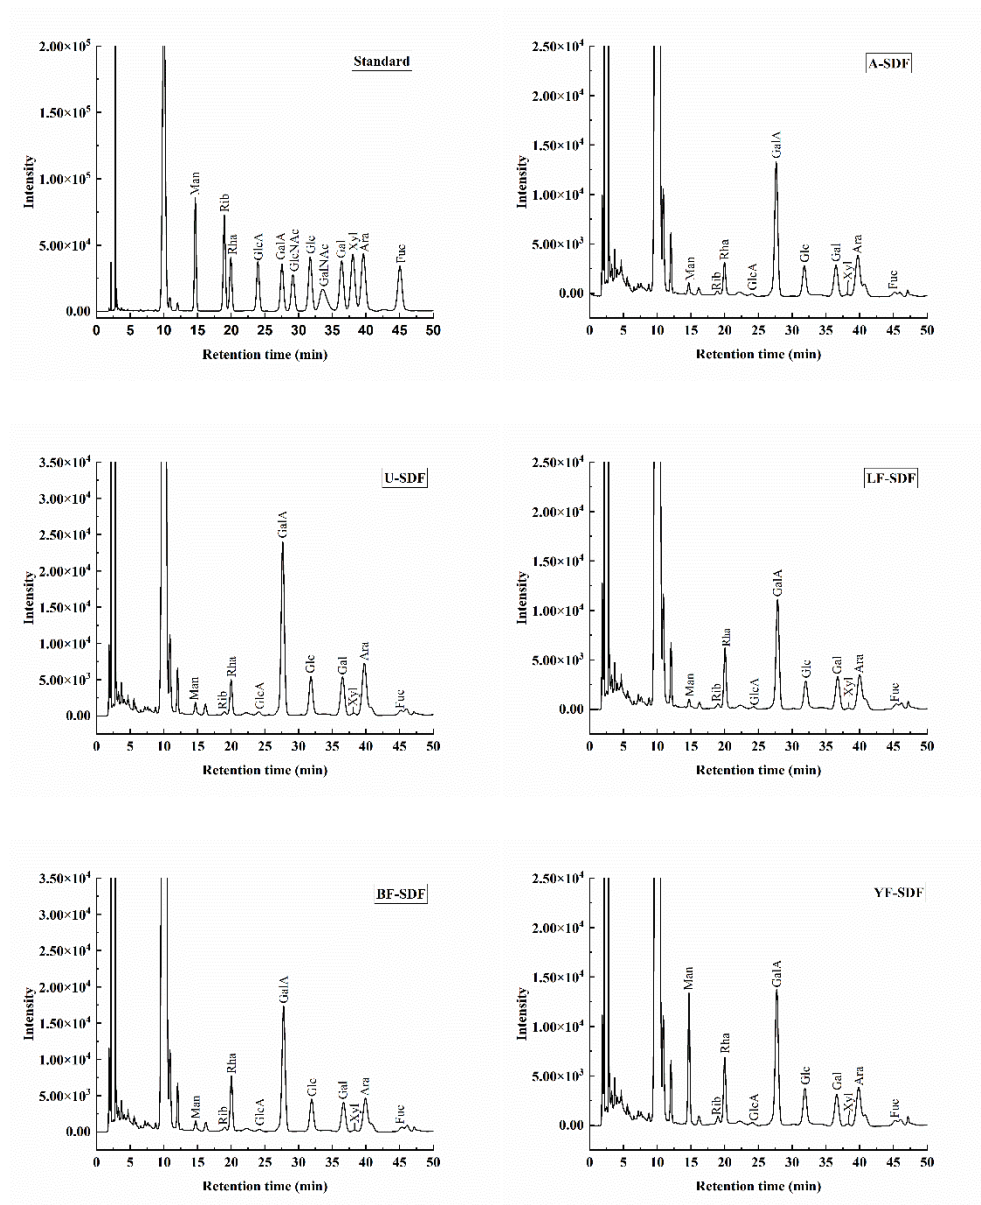 Standard
Intensity
2.00×10⁵
1.50×10⁵
1.00×10⁵
5.00×10⁴
0.00
Man
Rib
Rha
GlcA
GalA
GlcNAc
Glc
GalNAc
Gal
Xyl
Ara
Fuc
0 5 10 15 20 25 30 35 40 45 50
Retention time (min)
A-SDF
Intensity
2.50×10⁴
2.00×10⁴
1.50×10⁴
1.00×10⁴
5.00×10³
0.00
Man
Rib
Rha
GlcA
GalA
Glc
Gal
Xyl
Ara
Fuc
0 5 10 15 20 25 30 35 40 45 50
Retention time (min)
U-SDF
Intensity
3.50×10⁴
3.00×10⁴
2.50×10⁴
2.00×10⁴
1.50×10⁴
1.00×10⁴
5.00×10³
0.00
Man
Rib
Rha
GlcA
GalA
Glc
Gal
Xyl
Ara
Fuc
0 5 10 15 20 25 30 35 40 45 50
Retention time (min)
LF-SDF
Intensity
2.50×10⁴
2.00×10⁴
1.50×10⁴
1.00×10⁴
5.00×10³
0.00
Man
Rib
Rha
GlcA
GalA
Glc
Gal
Xyl
Ara
Fuc
0 5 10 15 20 25 30 35 40 45 50
Retention time (min)
BF-SDF
Intensity
3.50×10⁴
3.00×10⁴
2.50×10⁴
2.00×10⁴
1.50×10⁴
1.00×10⁴
5.00×10³
0.00
Man
Rib
Rha
GlcA
GalA
Glc
Gal
Xyl
Ara
Fuc
0 5 10 15 20 25 30 35 40 45 50
Retention time (min)
YF-SDF
Intensity
2.50×10⁴
2.00×10⁴
1.50×10⁴
1.00×10⁴
5.00×10³
0.00
Man
Rib
Rha
GlcA
GalA
Glc
Gal
Xyl
Ara
Fuc
0 5 10 15 20 25 30 35 40 45 50
Retention time (min)